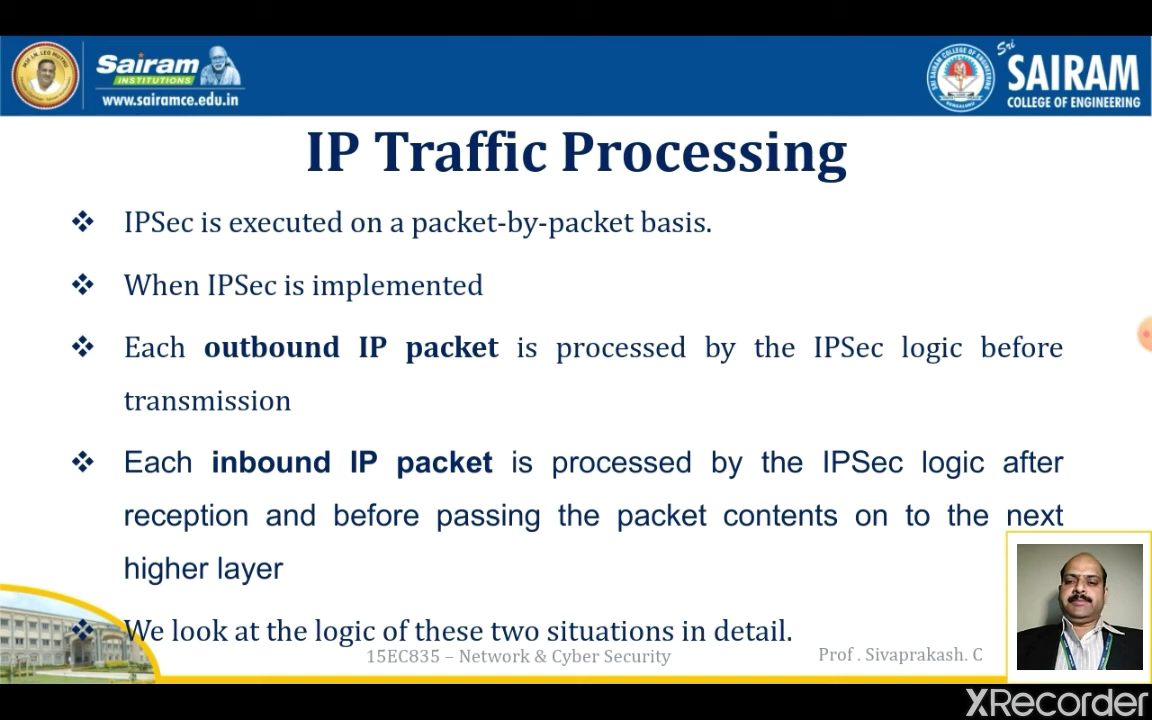 Sairam
INSTITUTIONS
www.sairamce.edu.in
Sri
SAIRAM
COLLEGE OF ENGINEERING
IP Traffic Processing
❖ IPSec is executed on a packet-by-packet basis.
❖ When IPSec is implemented
❖ Each outbound IP packet is processed by the IPSec logic before
transmission
❖ Each inbound IP packet is processed by the IPSec logic after
reception and before passing the packet contents on to the next
higher layer
❖ We look at the logic of these two situations in detail.
15EC835 – Network & Cyber Security
Prof . Sivaprakash. C
XRecorder